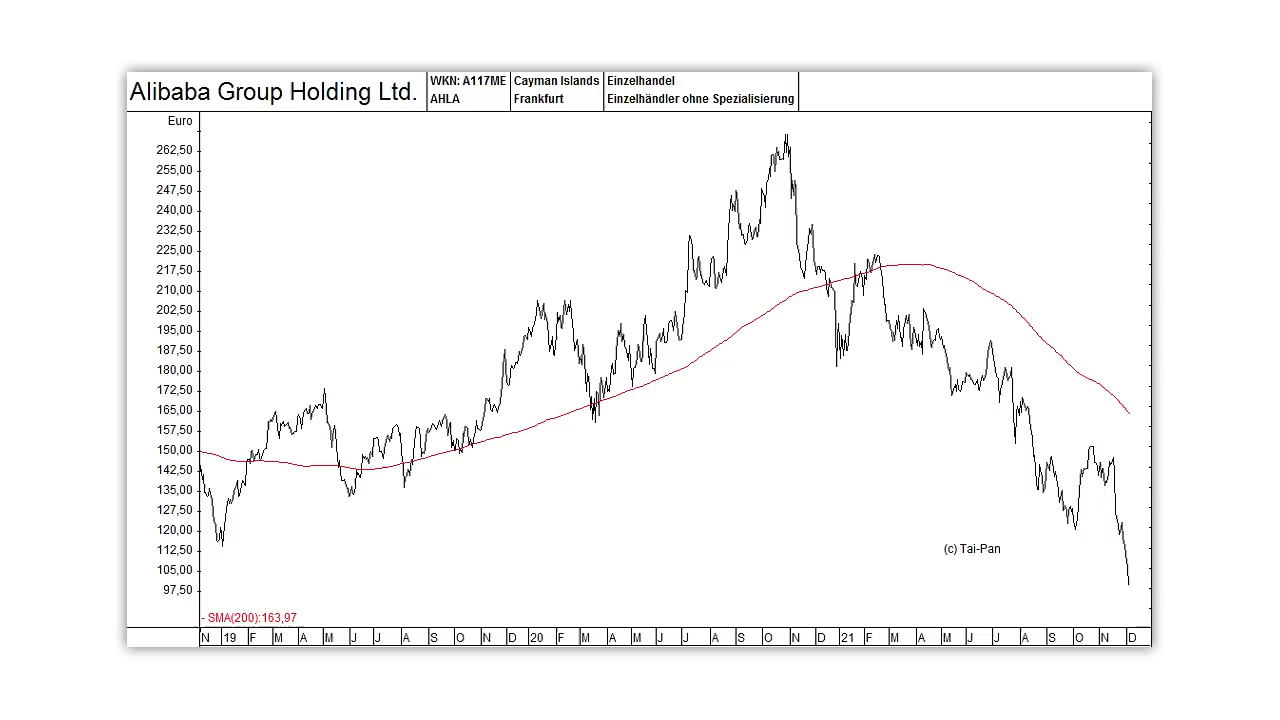 Alibaba Group Holding Ltd.
WKN: A117ME
AHLA
Cayman Islands
Frankfurt
Einzelhandel
Einzelhändler ohne Spezialisierung
Euro
262,50
255,00
247,50
240,00
232,50
225,00
217,50
210,00
202,50
195,00
187,50
180,00
172,50
165,00
157,50
150,00
142,50
135,00
127,50
120,00
112,50
105,00
97,50
(c) Tai-Pan
- SMA(200):163,97
N 19 F M A M J J A S O N D 20 F M A M J J A S O N D 21 F M A M J J A S O N D